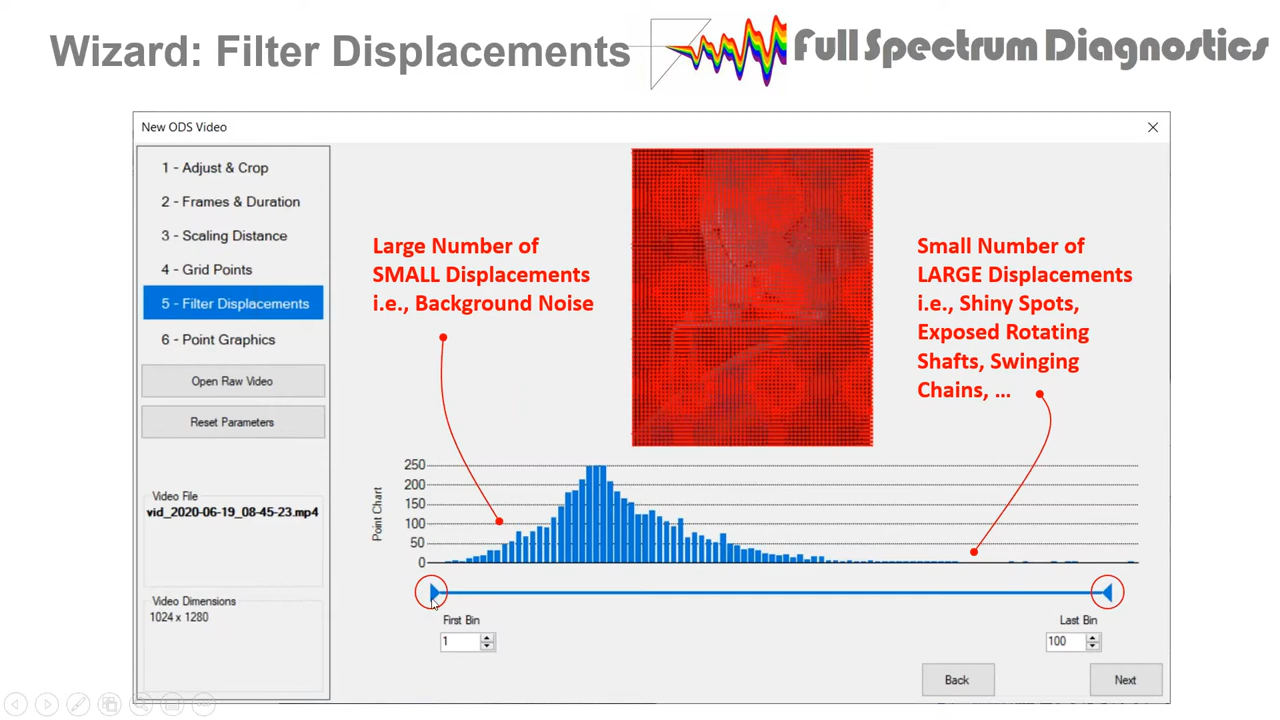 Wizard: Filter Displacements
Full Spectrum Diagnostics
New ODS Video
1 - Adjust & Crop
2 - Frames & Duration
3 - Scaling Distance
4 - Grid Points
5 - Filter Displacements
6 - Point Graphics
Open Raw Video
Reset Parameters
Video File
vid_2020-06-19_08-45-23.mp4
Video Dimensions
1024 x 1280
Large Number of
SMALL Displacements
i.e., Background Noise
Small Number of
LARGE Displacements
i.e., Shiny Spots,
Exposed Rotating
Shafts, Swinging
Chains, ...
Point Chart
250
200
150
100
50
0
First Bin
1
Last Bin
100
Back
Next